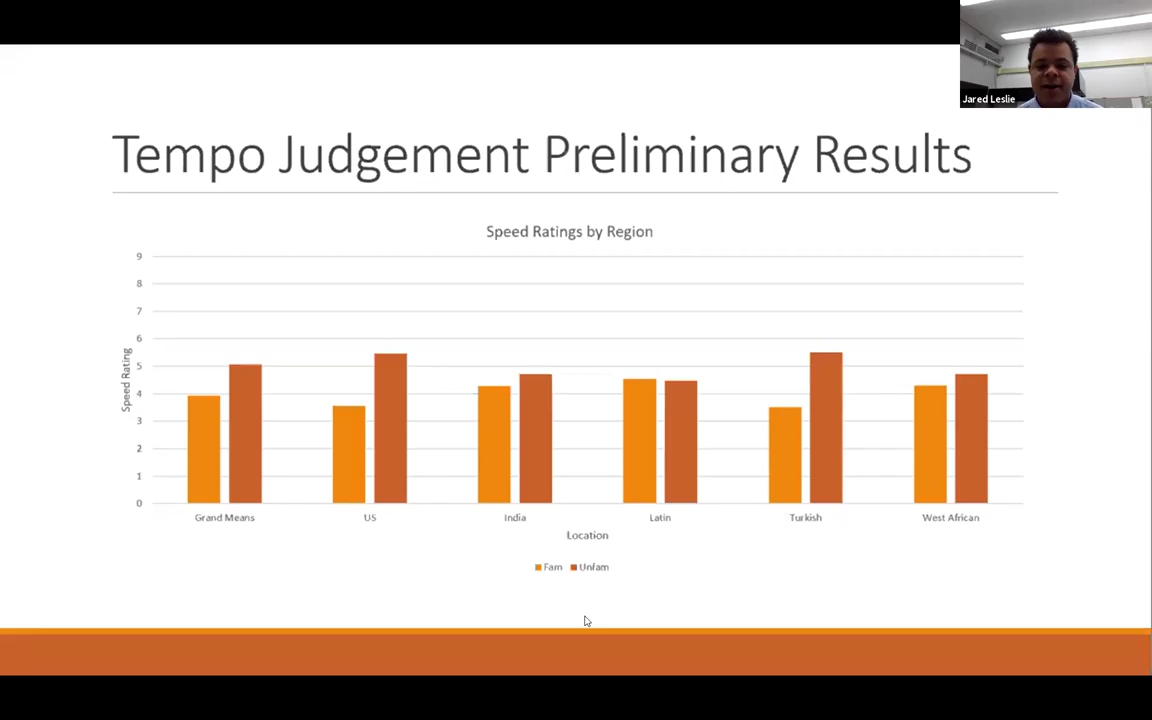 Jared Leslie
Tempo Judgement Preliminary Results
Speed Ratings by Region
9
8
7
6
5
4
3
2
1
0
Speed Rating
Grand Means US India Latin Turkish West African
Location
Fam Unfam